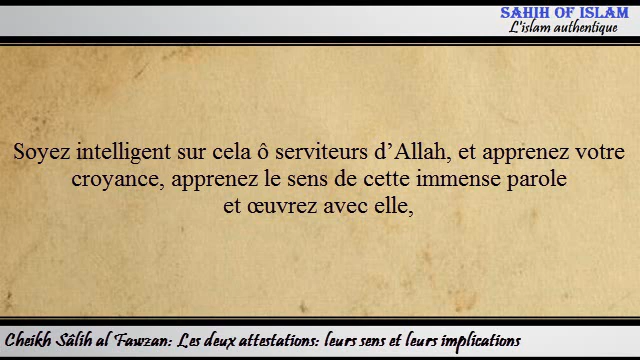 SAHIH OF ISLAM
L'islam authentique
Soyez intelligent sur cela ô serviteurs d’Allah, et apprenez votre
croyance, apprenez le sens de cette immense parole
et œuvrez avec elle,
Cheikh Sâlih al Fawzan: Les deux attestations: leurs sens et leurs implications